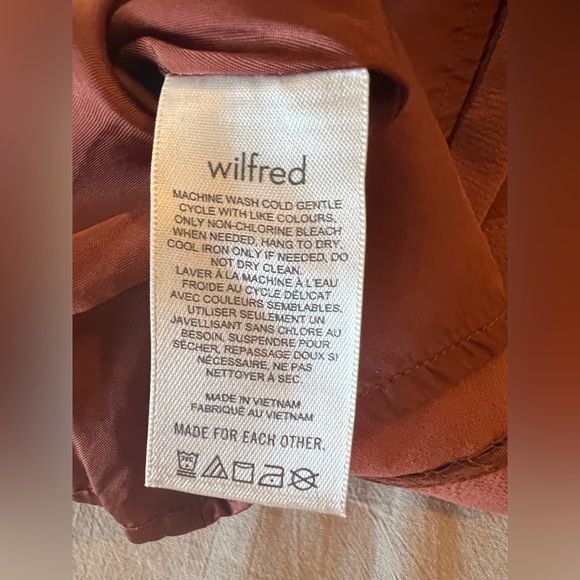 wilfred
MACHINE WASH COLD GENTLE
CYCLE WITH LIKE COLOURS,
ONLY NON-CHLORINE BLEACH
WHEN NEEDED, HANG TO DRY,
COOL IRON ONLY IF NEEDED, DO
NOT DRY CLEAN.
LAVER À LA MACHINE À L'EAU
FROIDE AU CYCLE DÉLICAT
AVEC COULEURS SEMBLABLES,
UTILISER SEULEMENT UN
JAVELLISANT SANS CHLORE AU
BESOIN, SUSPENDRE POUR
SÉCHER, REPASSAGE DOUX SI
NÉCESSAIRE, NE PAS
NETTOYER À SEC.
MADE IN VIETNAM
FABRIQUÉ AU VIETNAM
MADE FOR EACH OTHER.
30C